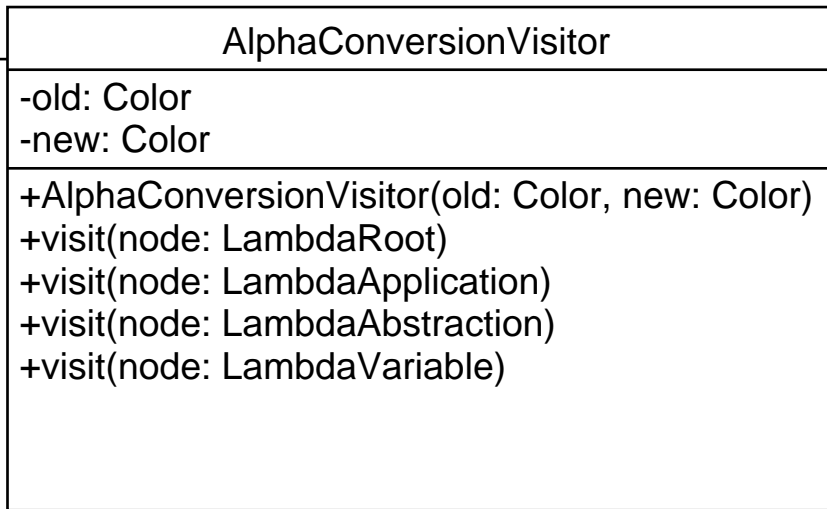 AlphaConversionVisitor
-old: Color
-new: Color
+AlphaConversionVisitor(old: Color, new: Color)
+visit(node: LambdaRoot)
+visit(node: LambdaApplication)
+visit(node: LambdaAbstraction)
+visit(node: LambdaVariable)